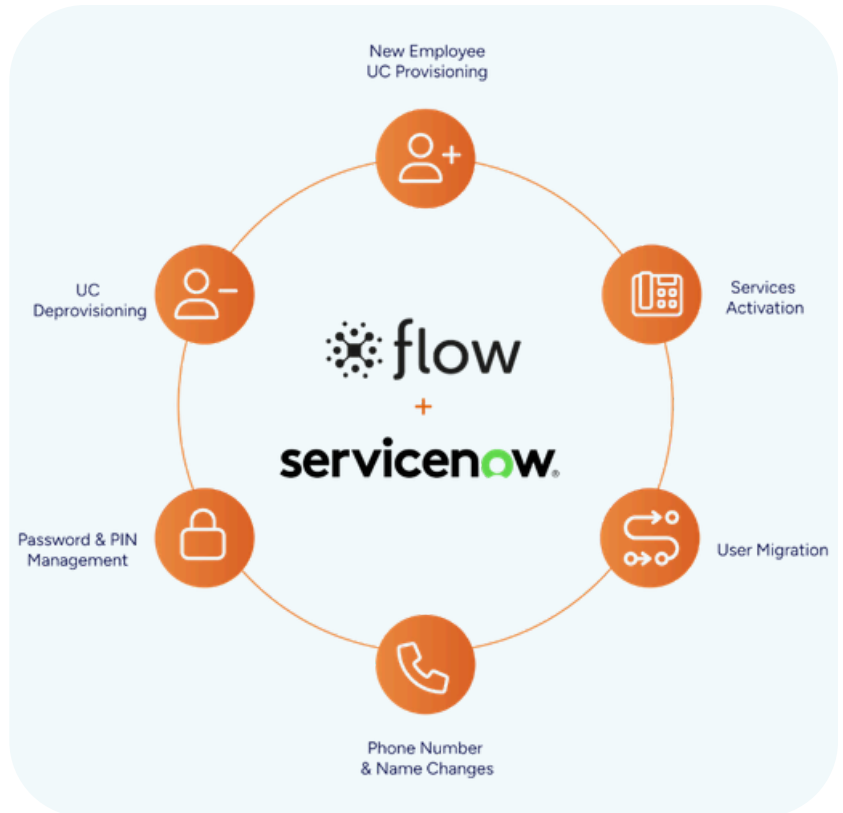 New Employee
UC Provisioning
Services
Activation
User Migration
Phone Number
& Name Changes
Password & PIN
Management
UC
Deprovisioning
flow
+
servicenow®